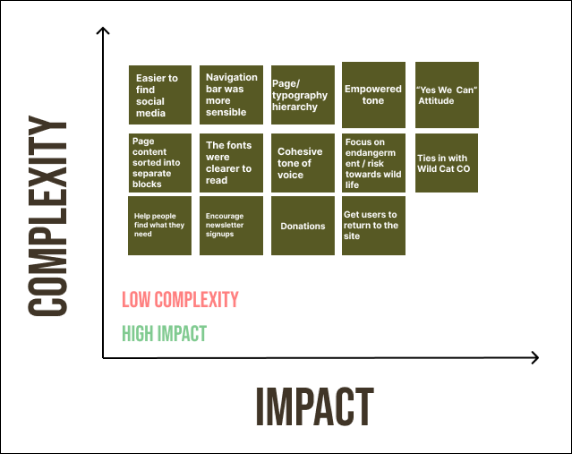 COMPLEXITY
Easier to
find
social
media
Navigation
bar was
more
sensible
Page/
typography
hierarchy
Empowered
tone
“Yes We Can”
Attitude
Page
content
sorted into
separate
blocks
The fonts
were
clearer to
read
Cohesive
tone of
voice
Focus on
endangerm
ent / risk
towards wild
life
Ties in with
Wild Cat CO
Help people
find what they
need
Encourage
newsletter
signups
Donations
Get users to
return to the
site
LOW COMPLEXITY
HIGH IMPACT
IMPACT